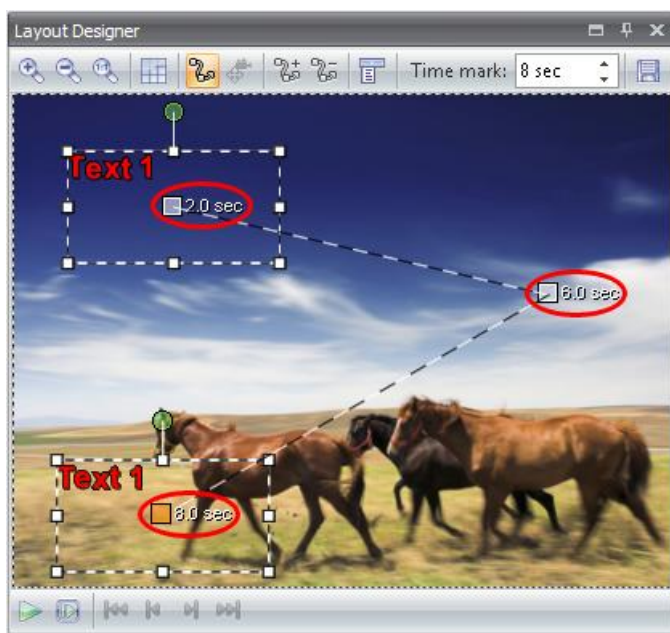 Layout Designer
Time mark: 8 sec
Text 1
2.0 sec
6.0 sec
Text 1
8.0 sec